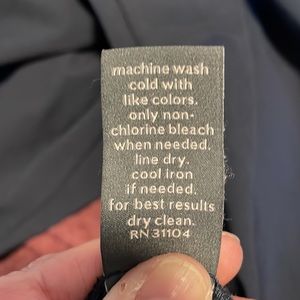 machine wash
cold with
like colors.
only non-
chlorine bleach
when needed.
line dry.
cool iron
if needed.
for best results
dry clean.
RN 31104